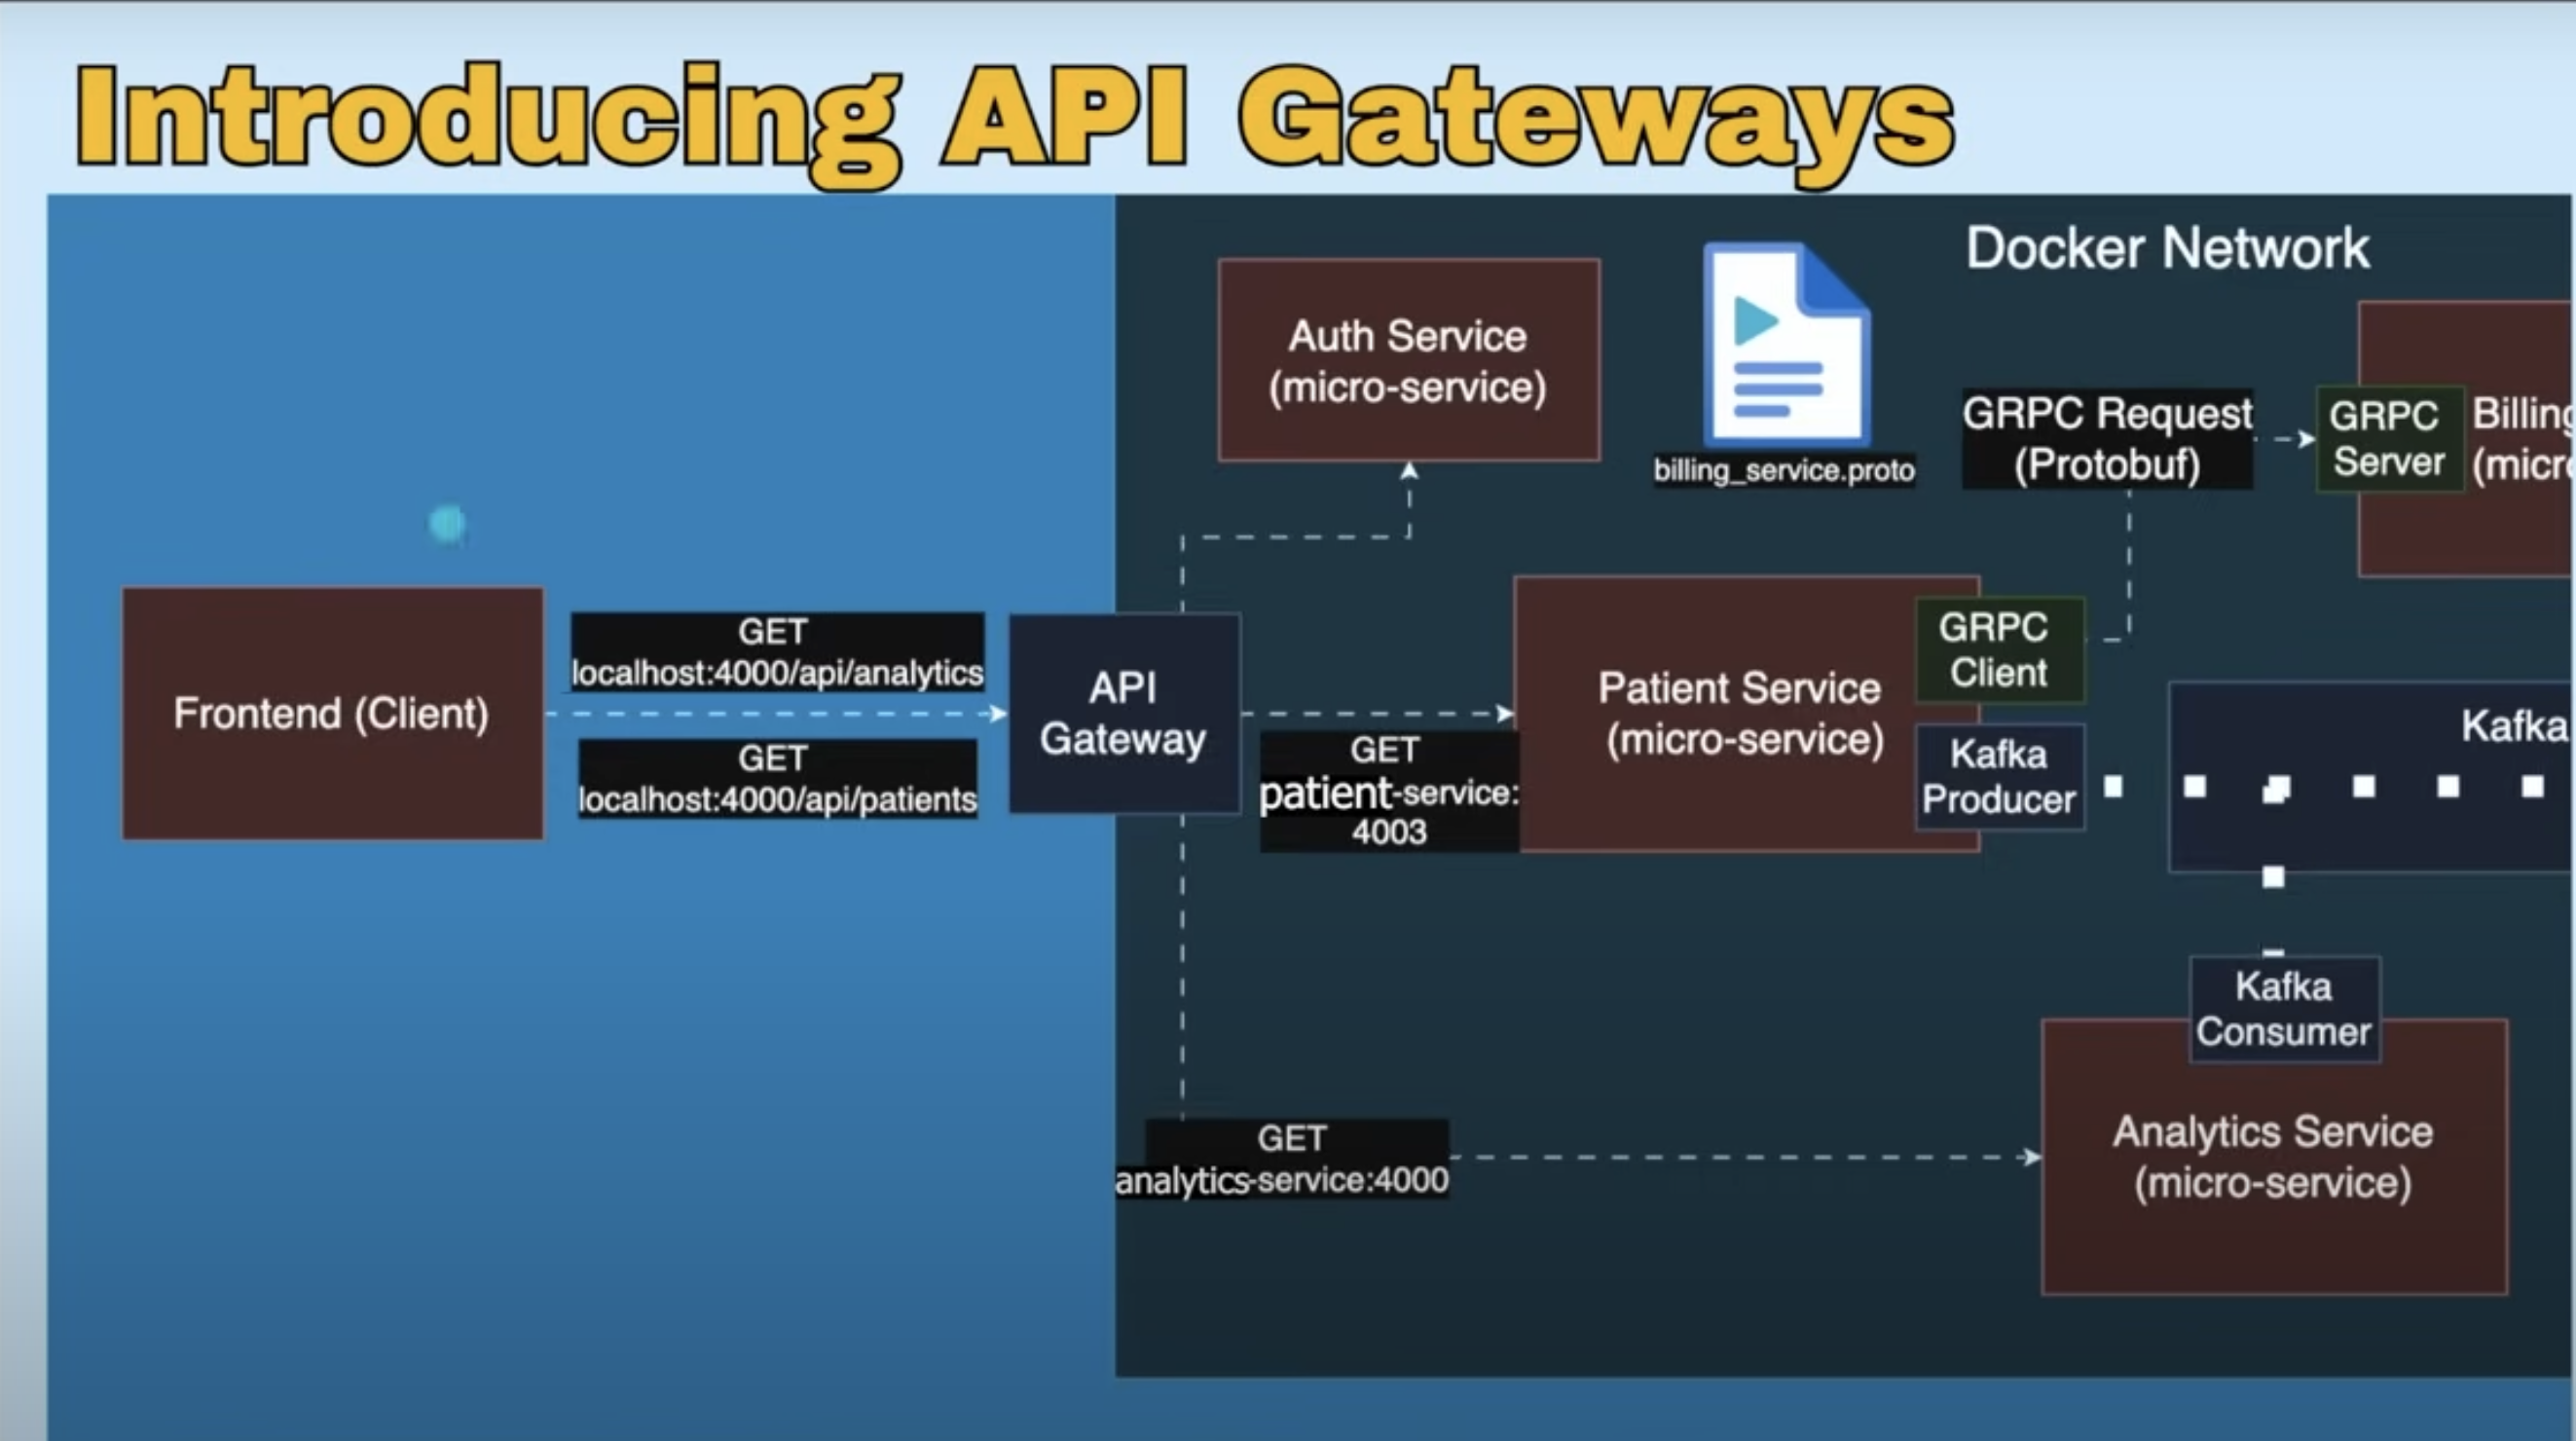 Introducing API Gateways
Docker Network
Auth Service
(micro-service)
billing_service.proto
GRPC Request
(Protobuf)
GRPC
Server
Frontend (Client)
GET
localhost:4000/api/analytics
GET
localhost:4000/api/patients
API
Gateway
GET
patient-service:
4003
Patient Service
(micro-service)
GRPC
Client
Kafka
Producer
Kafka
Kafka
Consumer
GET
analytics-service:4000
Analytics Service
(micro-service)